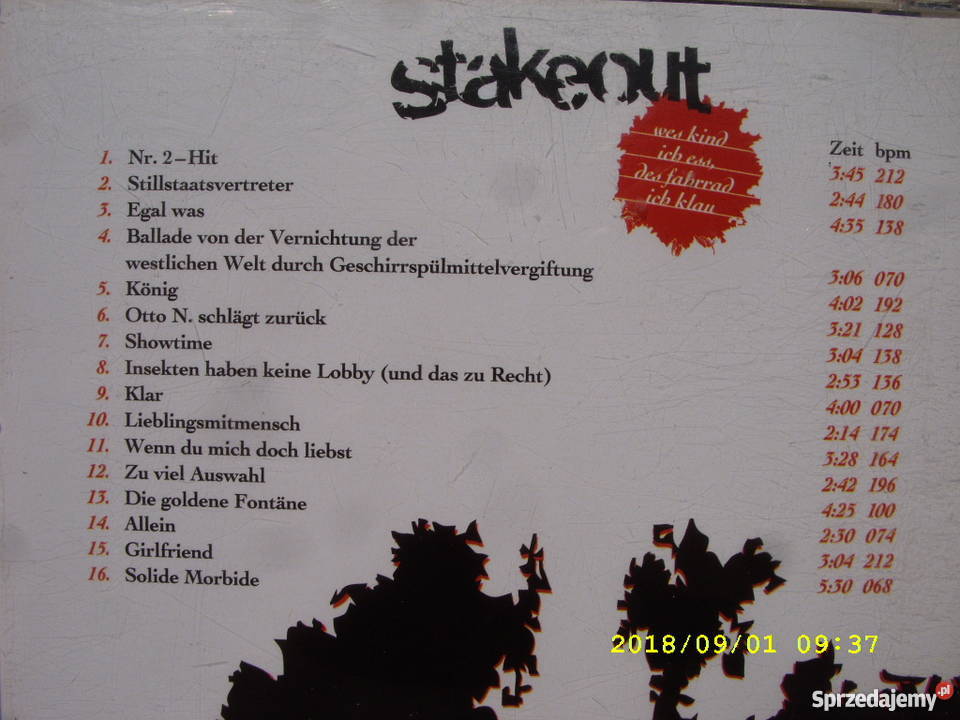 stakeout
wes kind
ich ess,
des fahrrad
ich klau
Zeit bpm
1. Nr. 2–Hit 3:45 212
2. Stillstaatsvertreter 2:44 180
3. Egal was 4:35 138
4. Ballade von der Vernichtung der
westlichen Welt durch Geschirrspülmittelvergiftung 3:06 070
5. König 4:02 192
6. Otto N. schlägt zurück 3:21 128
7. Showtime 3:04 138
8. Insekten haben keine Lobby (und das zu Recht) 2:53 136
9. Klar 4:00 070
10. Lieblingsmitmensch 2:14 174
11. Wenn du mich doch liebst 3:28 164
12. Zu viel Auswahl 2:42 196
13. Die goldene Fontäne 4:25 100
14. Allein 2:30 074
15. Girlfriend 3:04 212
16. Solide Morbide 5:30 068
2018/09/01 09:37
Sprzedajemy.pl